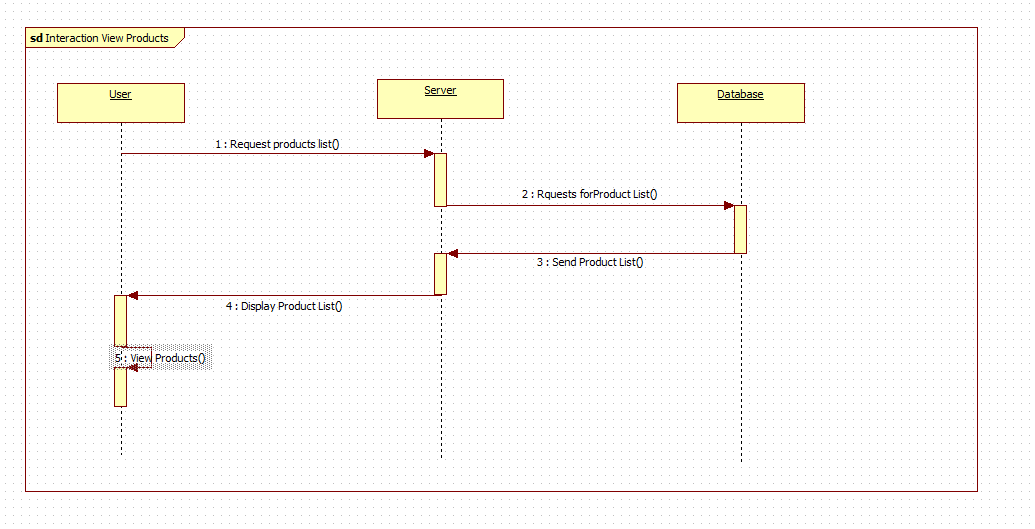 sd Interaction View Products
User
Server
Database
1 : Request products list()
2 : Rquests forProduct List()
3 : Send Product List()
4 : Display Product List()
5 : View Products()